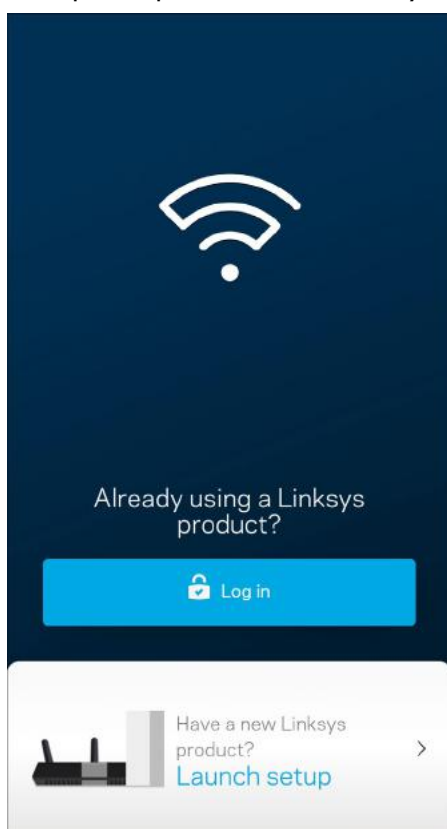 Already using a Linksys
product?
Log in
Have a new Linksys
product?
Launch setup